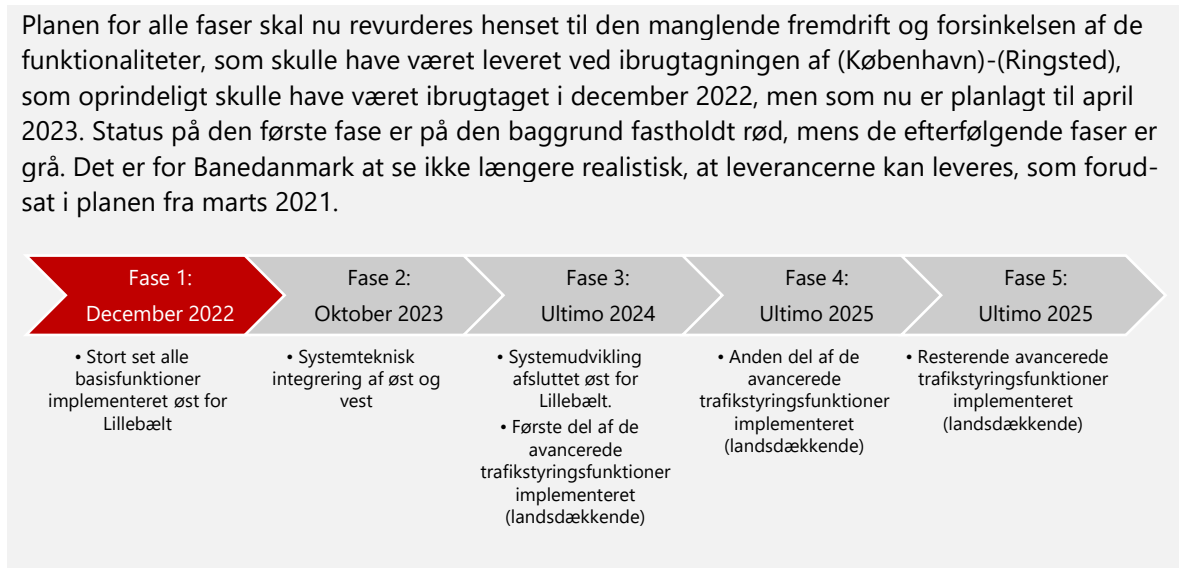 Planen for alle faser skal nu revurderes henset til den manglende fremdrift og forsinkelsen af de
funktionaliteter, som skulle have været leveret ved ibrugtagningen af (København)-(Ringsted),
som oprindeligt skulle have været ibrugtaget i december 2022, men som nu er planlagt til april
2023. Status på den første fase er på den baggrund fastholdt rød, mens de efterfølgende faser er
grå. Det er for Banedanmark at se ikke længere realistisk, at leverancerne kan leveres, som forud-
sat i planen fra marts 2021.
Fase 1:
December 2022
• Stort set alle
basisfunktioner
implementeret øst for
Lillebælt
Fase 2:
Oktober 2023
• Systemteknisk
integrering af øst og
vest
Fase 3:
Ultimo 2024
• Systemudvikling
afsluttet øst for
Lillebælt.
• Første del af de
avancerede
trafikstyringsfunktioner
implementeret
(landsdækkende)
Fase 4:
Ultimo 2025
• Anden del af de
avancerede
trafikstyringsfunktioner
implementeret
(landsdækkende)
Fase 5:
Ultimo 2025
• Resterende avancerede
trafikstyringsfunktioner
implementeret
(landsdækkende)